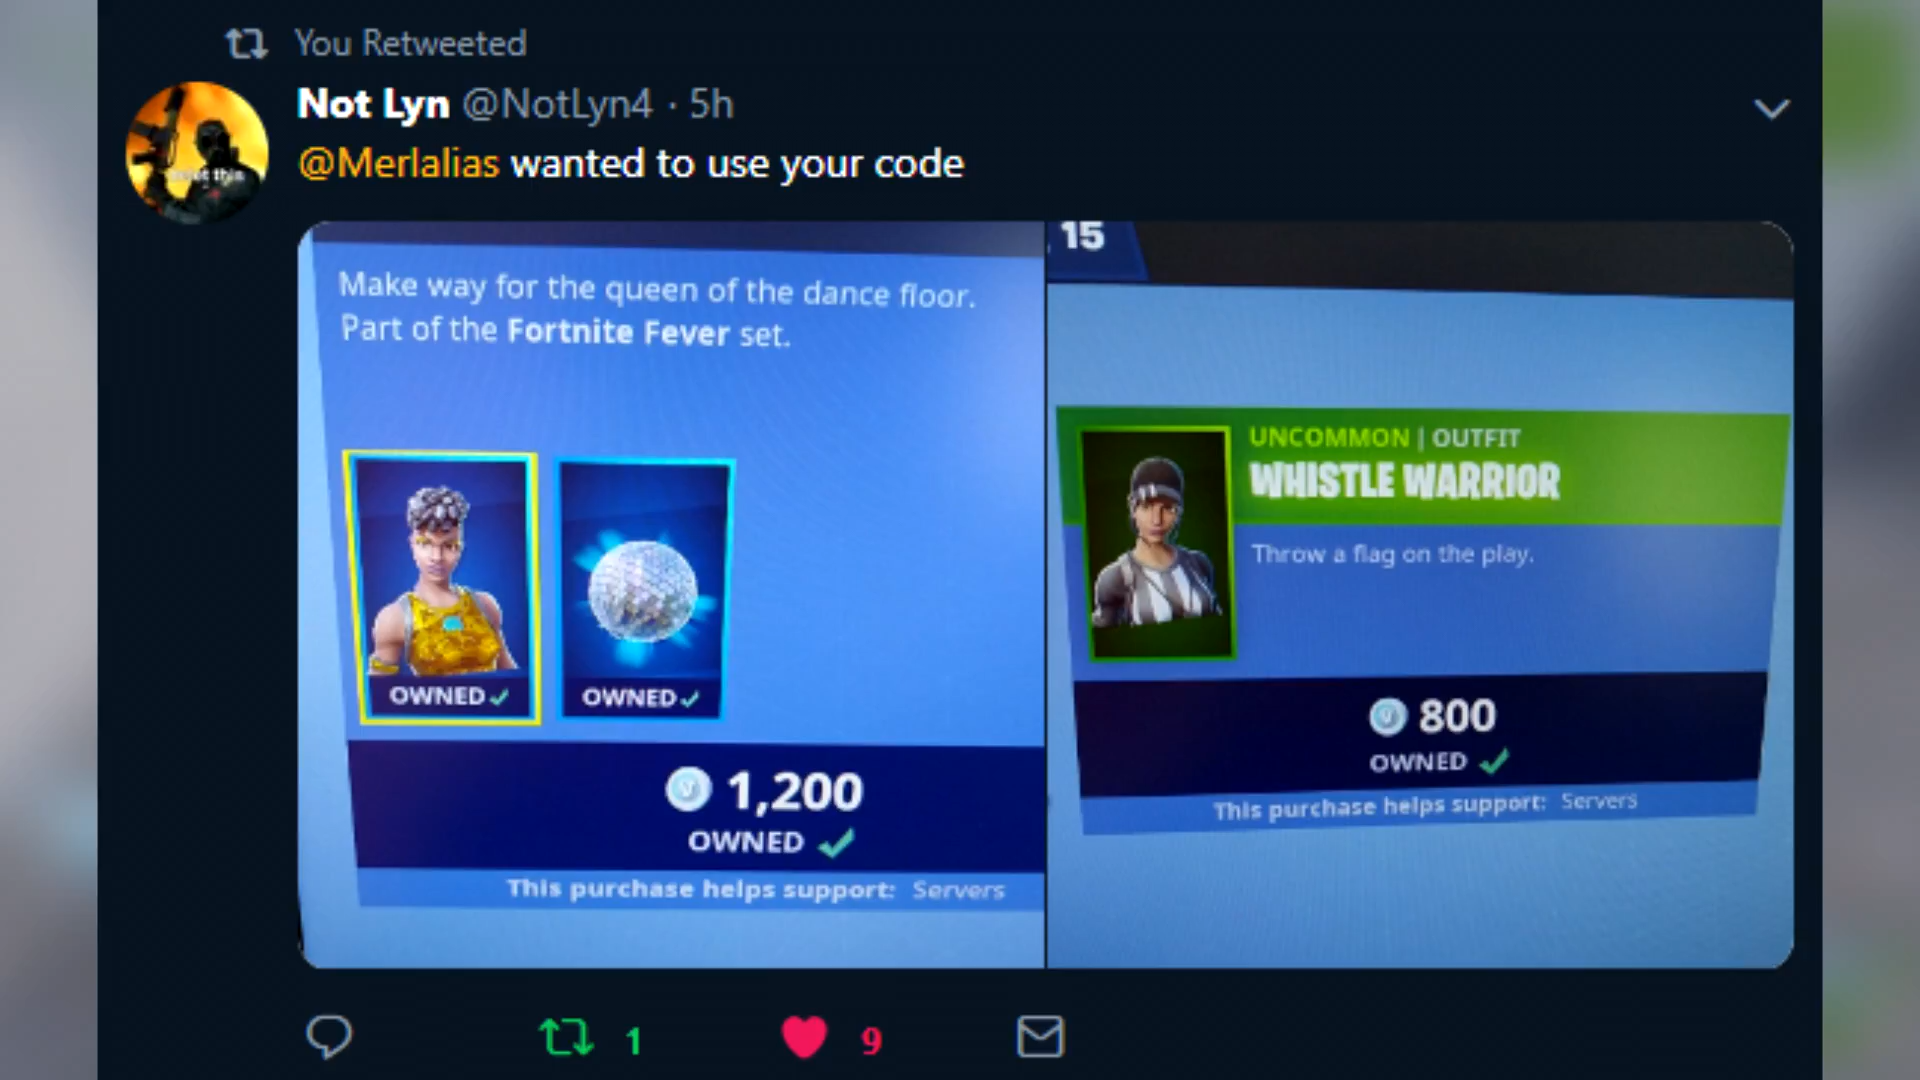 You Retweeted
Not Lyn @NotLyn4 · 5h
@Merlalias wanted to use your code
Make way for the queen of the dance floor.
Part of the Fortnite Fever set.
OWNED
OWNED
1,200
OWNED
This purchase helps support: Servers
15
UNCOMMON | OUTFIT
WHISTLE WARRIOR
Throw a flag on the play.
800
OWNED
This purchase helps support: Servers
1
9